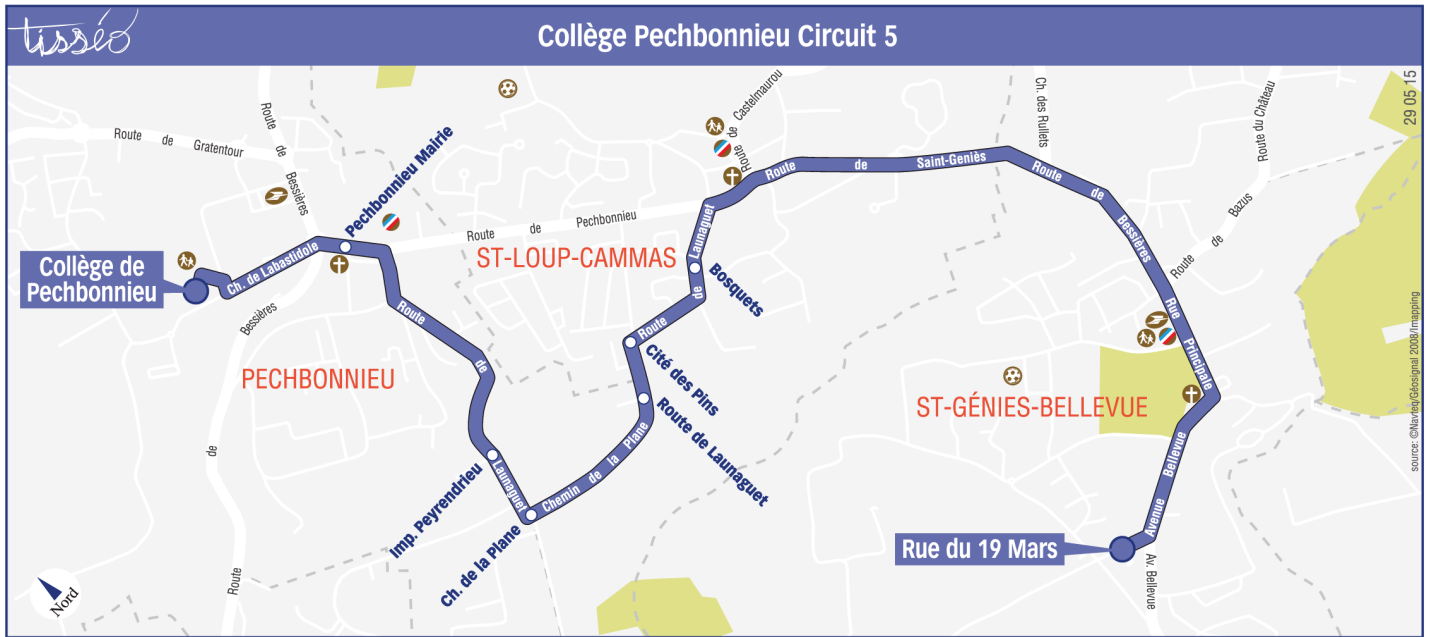 tisséo
Collège Pechbonnieu Circuit 5
29 05 15
Route de Castelmaurou
Ch. des Rullets
Route du Château
Route de Bessières
Route de Gratentour
Pechbonnieu Mairie
Route de Saint-Geniès
Route de Bessières
Route de Bazus
Route de Pechbonnieu
ST-LOUP-CAMMAS
Collège de
Pechbonnieu
Ch. de Labastidole
Route de Launaguet
Bosquets
Route de Bessières
Route de Launaguet
Cité des Pins
Rue Principale
PECHBONNIEU
ST-GÉNIES-BELLEVUE
Route de Launaguet
Chemin de la Plane
Imp. Peyrendrieu
Ch. de la Plane
Avenue Bellevue
Rue du 19 Mars
Av. Bellevue
Nord
source: ©Navteq/Géosignal 2008/Imapping